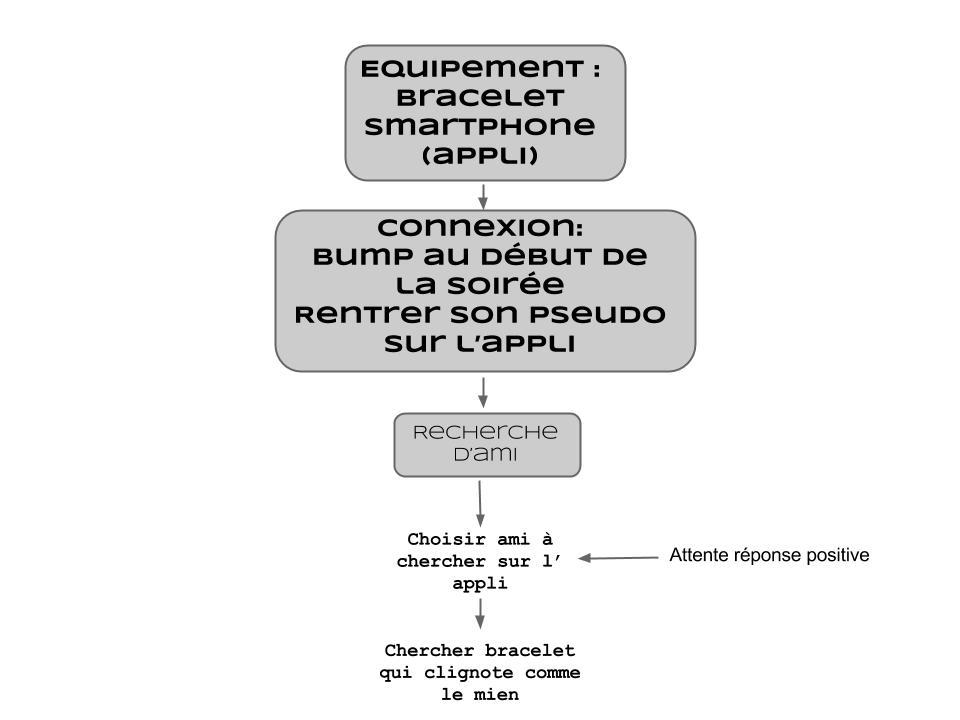 Equipement :
Bracelet
Smartphone
(appli)
Connexion:
Bump au début de
la soirée
Rentrer son pseudo
sur l’appli
Recherche
d’ami
Choisir ami à
chercher sur l’
appli
Attente réponse positive
Chercher bracelet
qui clignote comme
le mien